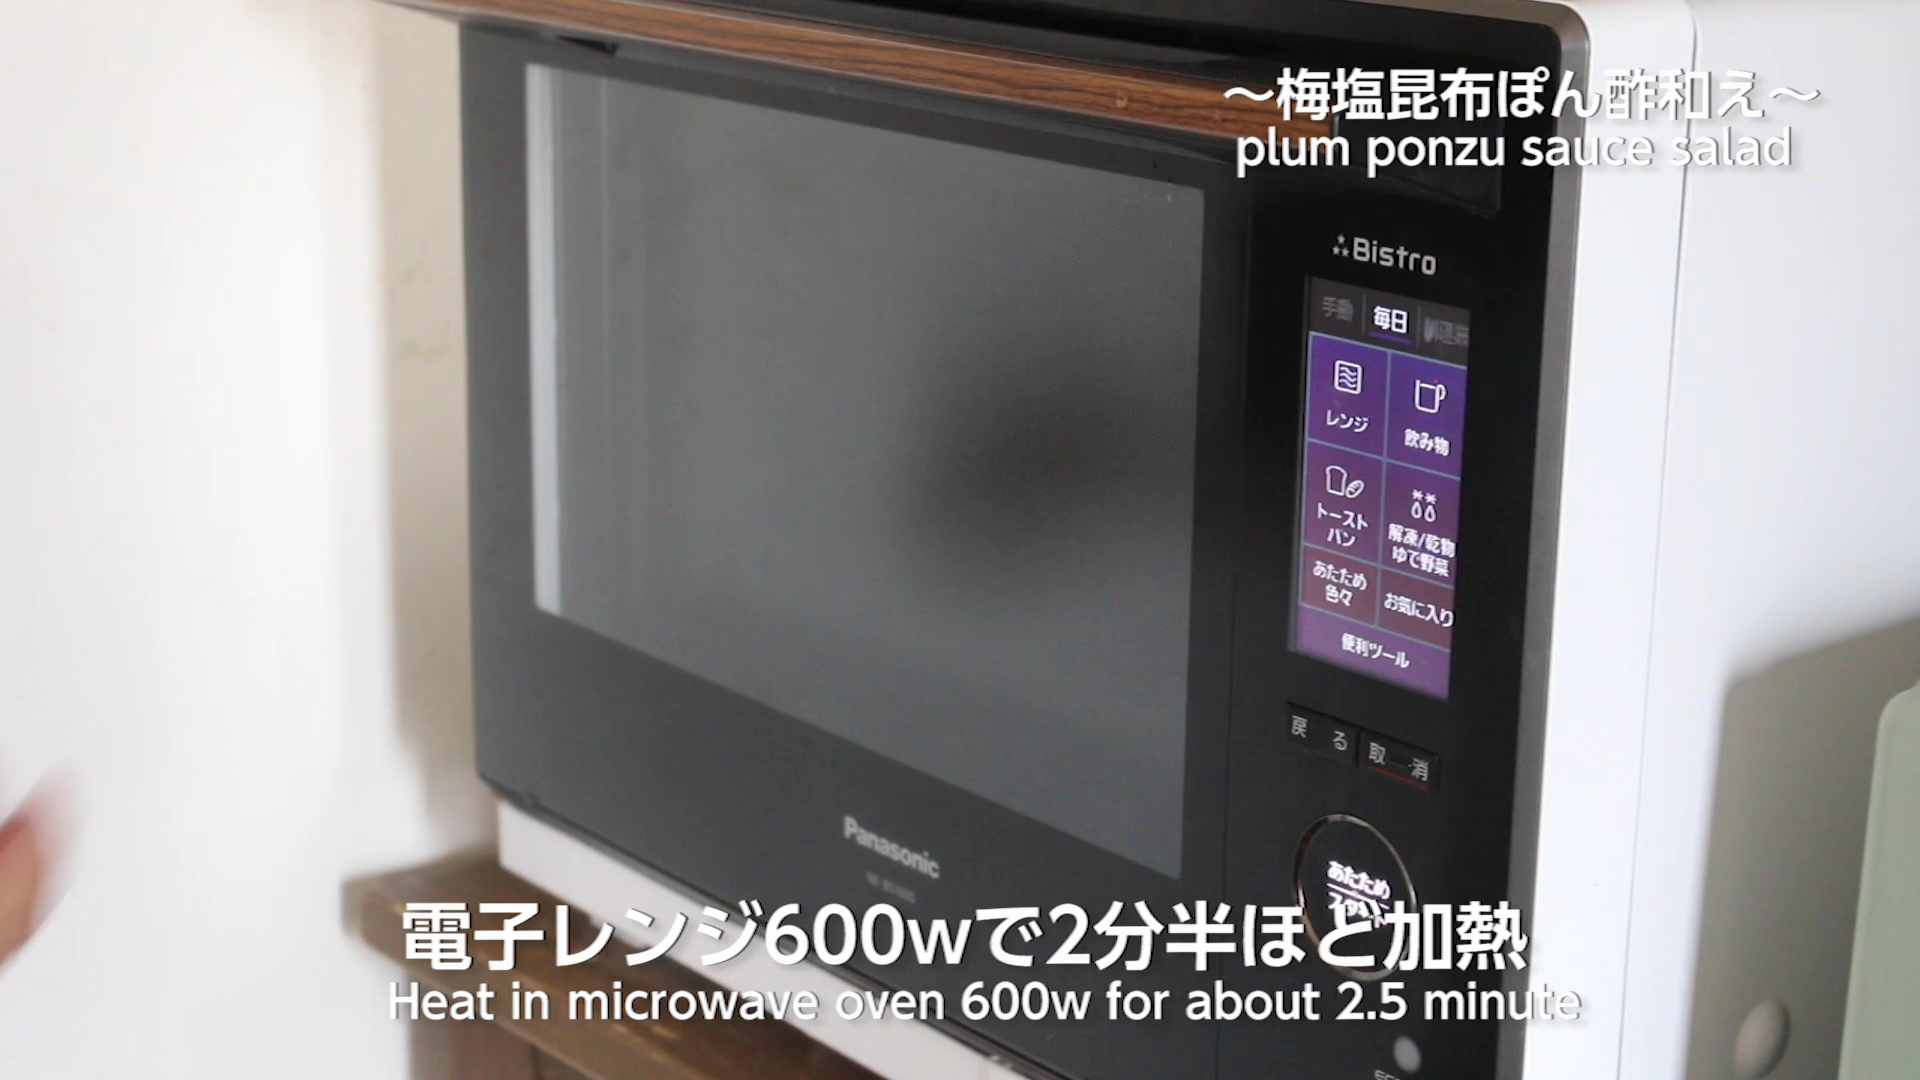 ～梅塩昆布ぽん酢和え～
plum ponzu sauce salad
Bistro
手動 毎日
レンジ
飲み物
トースト
パン
解凍/乾物
ゆで野菜
あたため
色々
お気に入り
便利ツール
戻る 取消
あたため
Panasonic
電子レンジ600wで2分半ほど加熱
Heat in microwave oven 600w for about 2.5 minute